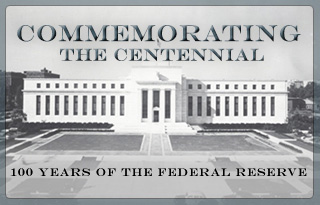 COMMEMORATING
THE CENTENNIAL
100 YEARS OF THE FEDERAL RESERVE